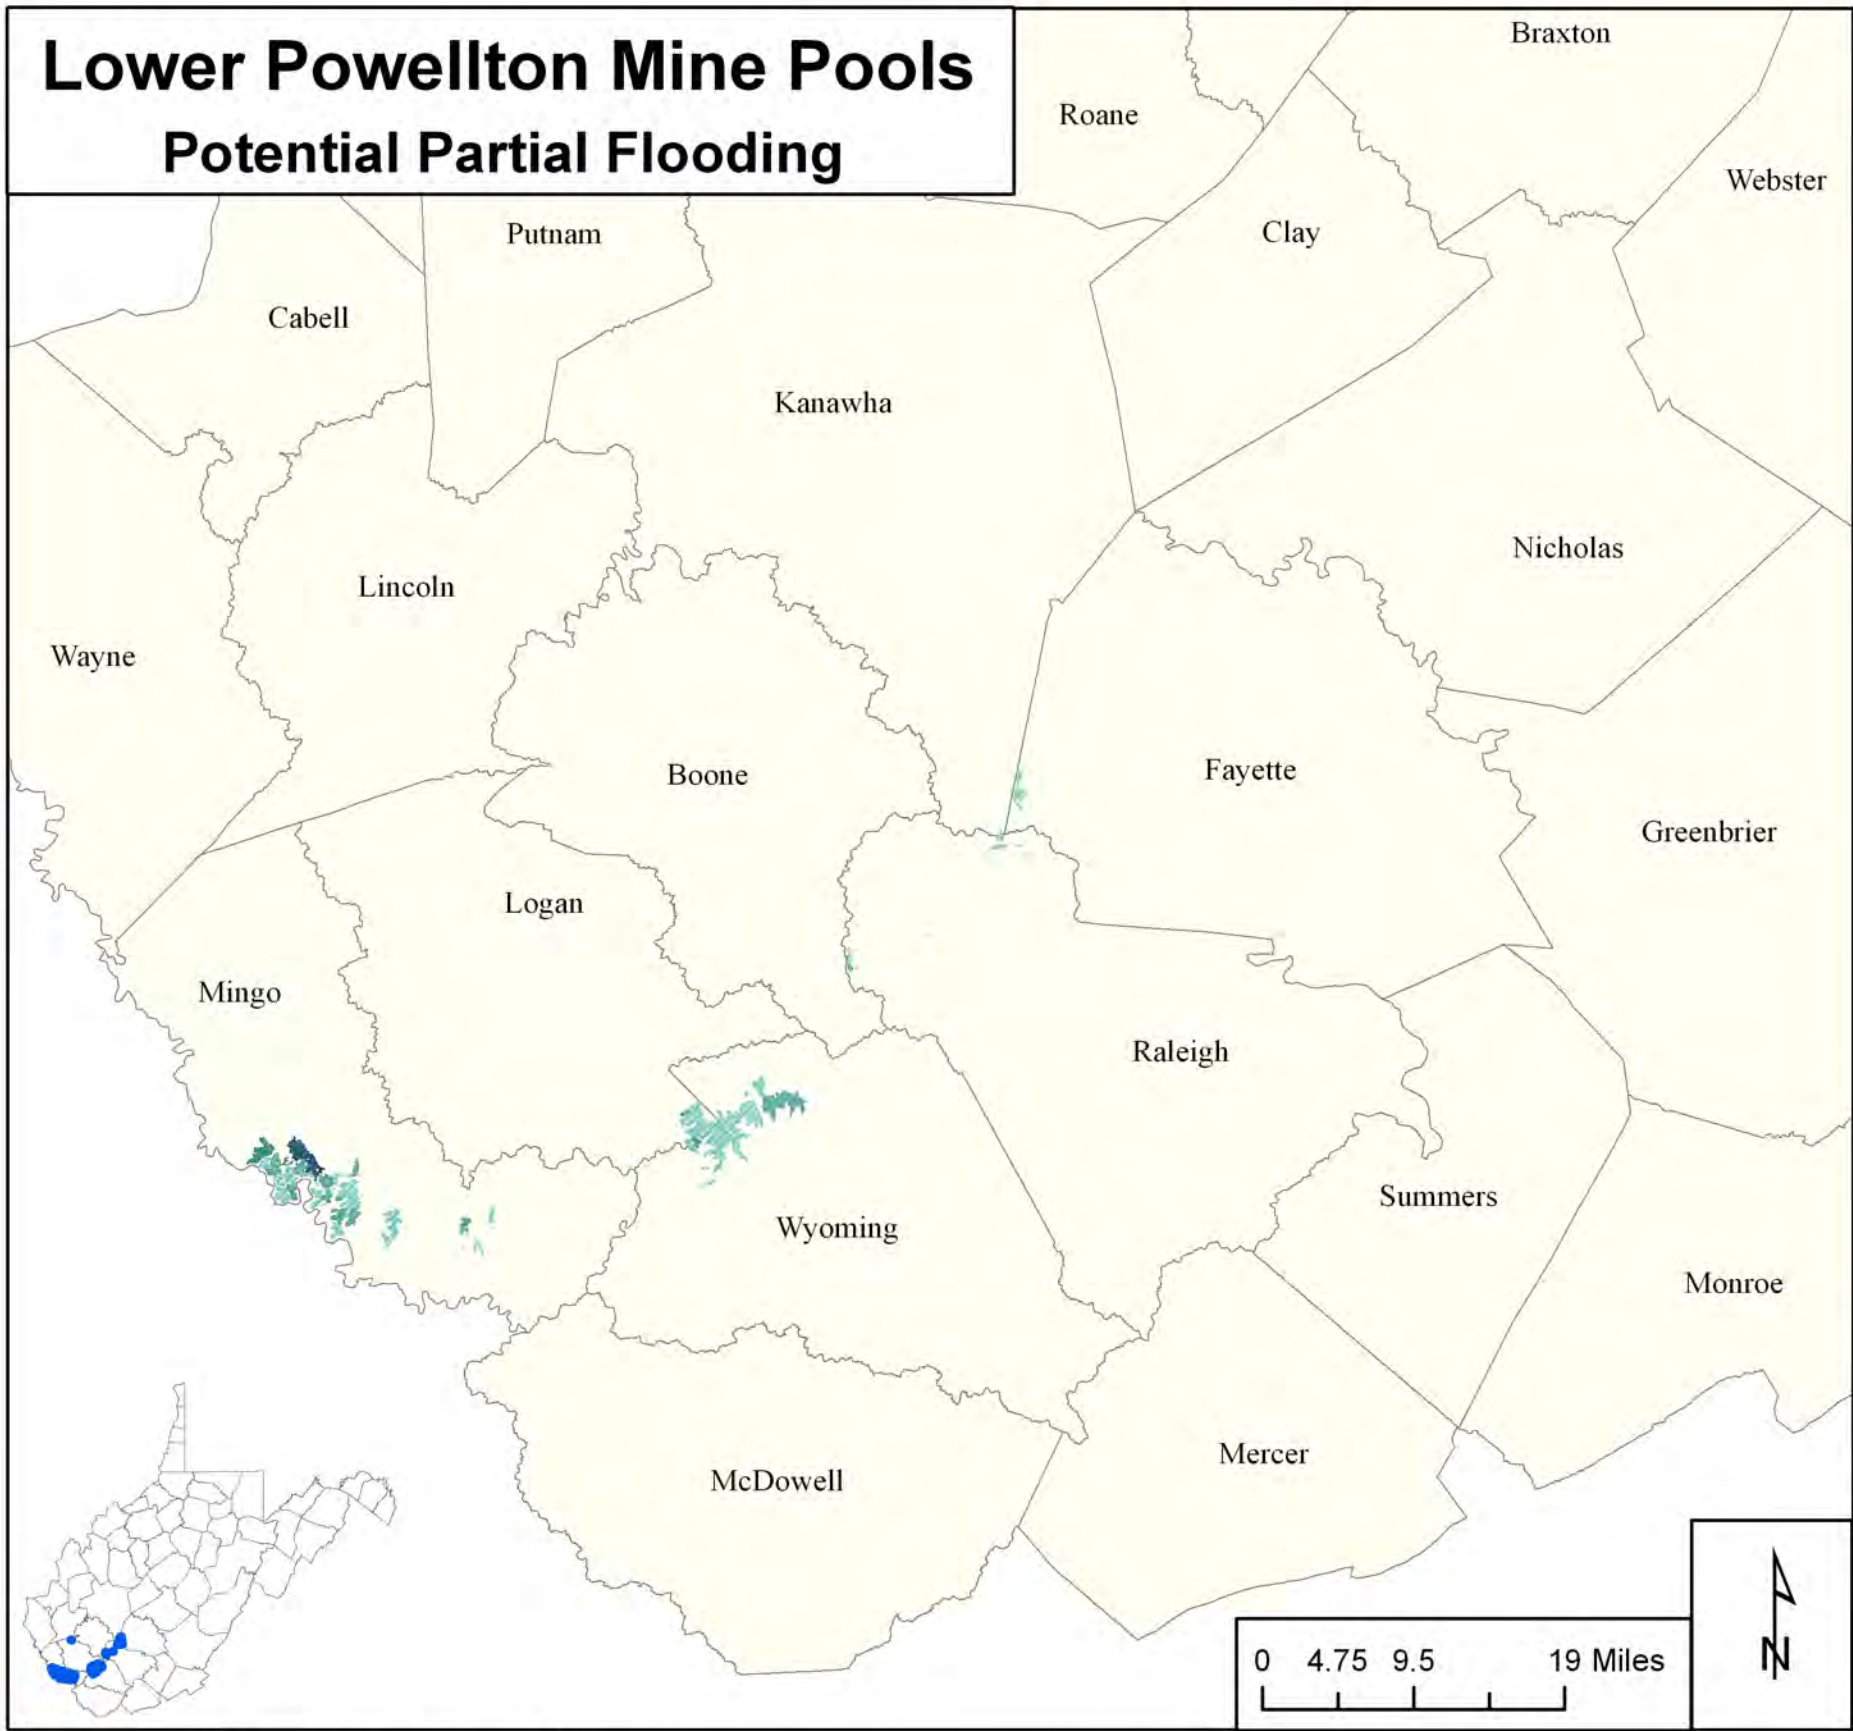 Lower Powellton Mine Pools
Potential Partial Flooding
Braxton
Roane
Webster
Clay
Putnam
Cabell
Kanawha
Nicholas
Lincoln
Wayne
Boone
Fayette
Greenbrier
Logan
Mingo
Raleigh
Summers
Wyoming
Monroe
Mercer
McDowell
0 4.75 9.5 19 Miles
N